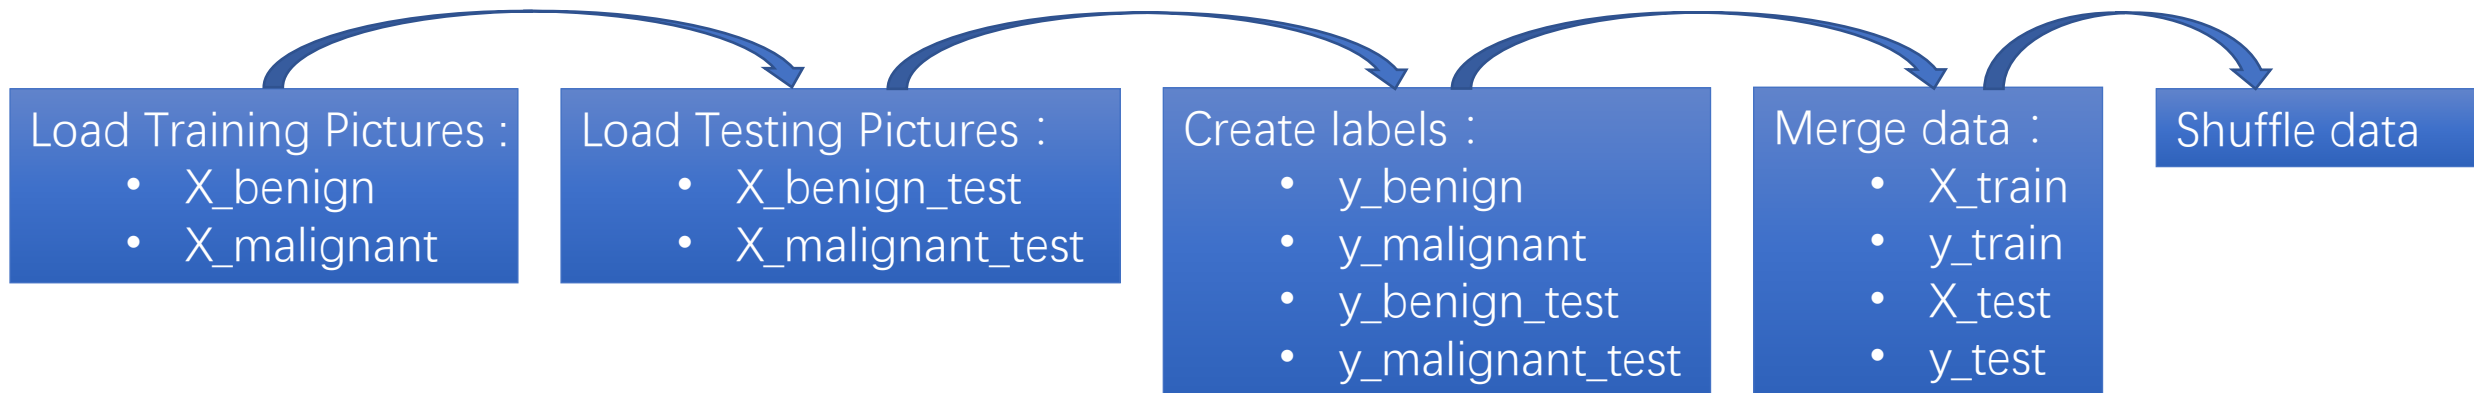 Load Training Pictures :
• X_benign
• X_malignant
Load Testing Pictures：
• X_benign_test
• X_malignant_test
Create labels：
• y_benign
• y_malignant
• y_benign_test
• y_malignant_test
Merge data：
• X_train
• y_train
• X_test
• y_test
Shuffle data